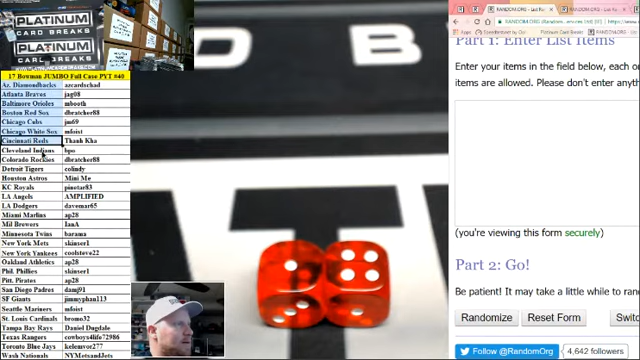 PLATINUM
CARD BREAKS
PLATINUM
CARD BREAKS
D B
17 Bowman JUMBO Full Case PYT #40
Az. Diamondbacks azcardschad
Atlanta Braves jag08
Baltimore Orioles mbooth
Boston Red Sox dbratcher88
Chicago Cubs jm69
Chicago White Sox mfoist
Cincinnati Reds Thanh Kha
Cleveland Indians bpo
Colorado Rockies dbratcher88
Detroit Tigers colindy
Houston Astros Mini Me
KC Royals pinstar83
LA Angels AMPLIFIED
LA Dodgers davemar65
Miami Marlins ap28
Mil Brewers IanA
Minnesota Twins barama
New York Mets skinser1
New York Yankees coolsteve22
Oakland Athletics ap28
Phil. Phillies skinser1
Pitt. Pirates ap28
San Diego Padres damj91
SF Giants jimmyphan113
Seattle Mariners mfoist
St. Louis Cardinals bromo32
Tampa Bay Rays Daniel Dugdale
Texas Rangers cowboys4life72986
Toronto Blue Jays kelemvor277
Wash Nationals NYMetsandJets
RANDOM.ORG
Part 1: Enter List Items
Enter your items in the field below, each o
items are allowed. Please don't enter anyth
(you're viewing this form securely)
Part 2: Go!
Be patient! It may take a little while to ran
Randomize Reset Form Switc
Follow @RandomOrg 4,642 followers